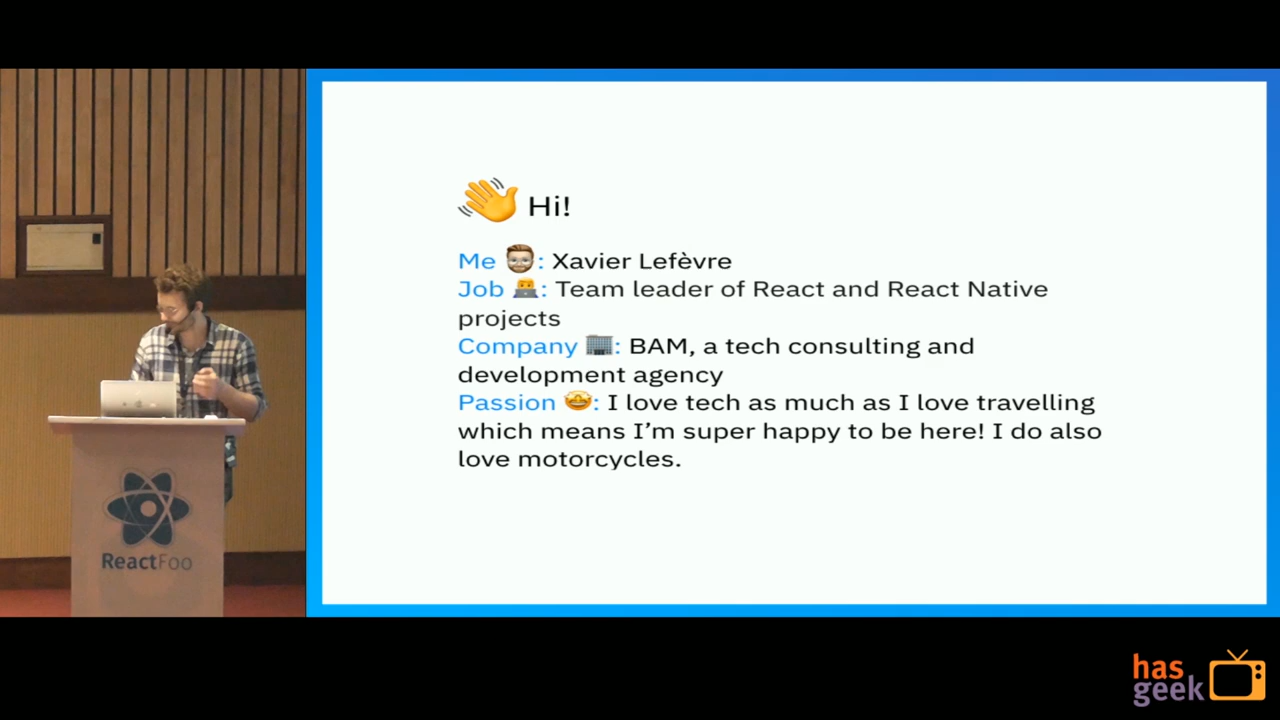 👋 Hi!
Me 🧔: Xavier Lefèvre
Job 👨‍💻: Team leader of React and React Native
projects
Company 🏢: BAM, a tech consulting and
development agency
Passion 🤩: I love tech as much as I love travelling
which means I’m super happy to be here! I do also
love motorcycles.
ReactFoo
has
geek